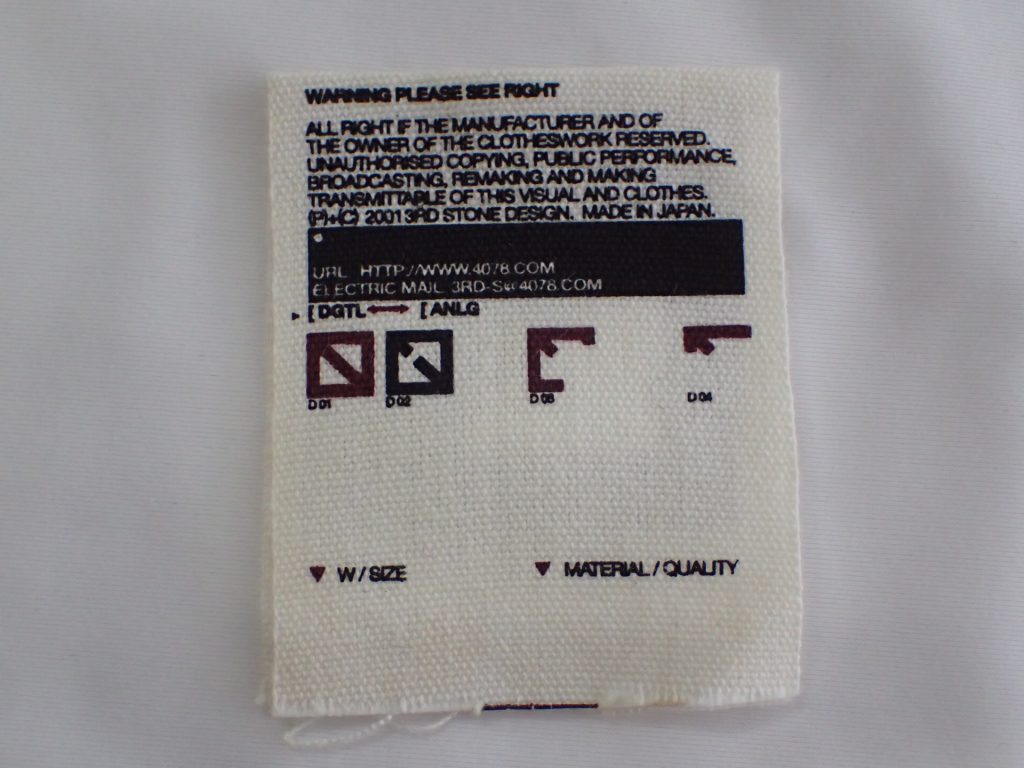 WARNING PLEASE SEE RIGHT
ALL RIGHT IF THE MANUFACTURER AND OF
THE OWNER OF THE CLOTHESWORK RESERVED.
UNAUTHORISED COPYING, PUBLIC PERFORMANCE,
BROADCASTING, REMAKING AND MAKING
TRANSMITTABLE OF THIS VISUAL AND CLOTHES.
(P)+(C) 2001 3RD STONE DESIGN. MADE IN JAPAN.
URL HTTP://WWW.4078.COM
ELECTRIC MAIL 3RD-S@4078.COM
[ DGTL ⟷ [ ANLG
D 01 D 02 D 03 D 04
W / SIZE MATERIAL / QUALITY